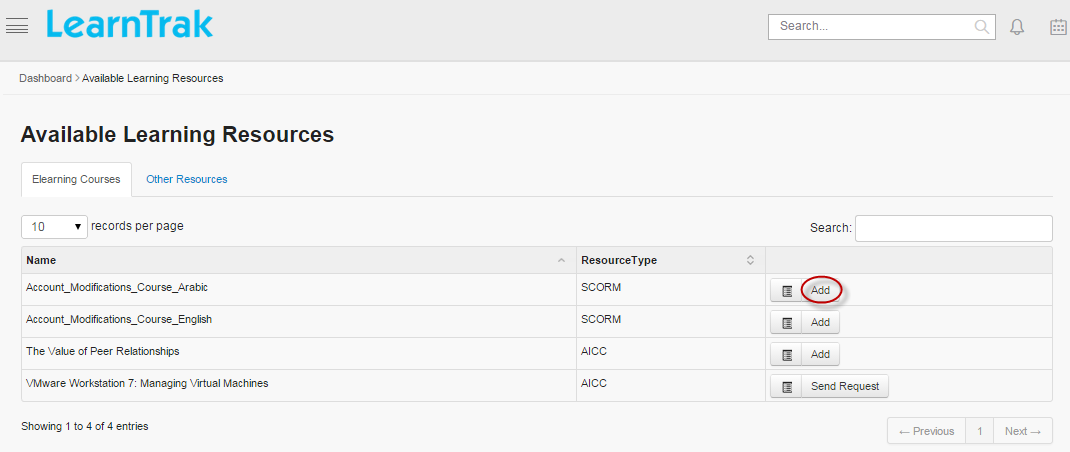 LearnTrak
Search...
Dashboard > Available Learning Resources
Available Learning Resources
Elearning Courses Other Resources
10 records per page Search:
Name ResourceType
Account_Modifications_Course_Arabic SCORM Add
Account_Modifications_Course_English SCORM Add
The Value of Peer Relationships AICC Add
VMware Workstation 7: Managing Virtual Machines AICC Send Request
Showing 1 to 4 of 4 entries ← Previous 1 Next →